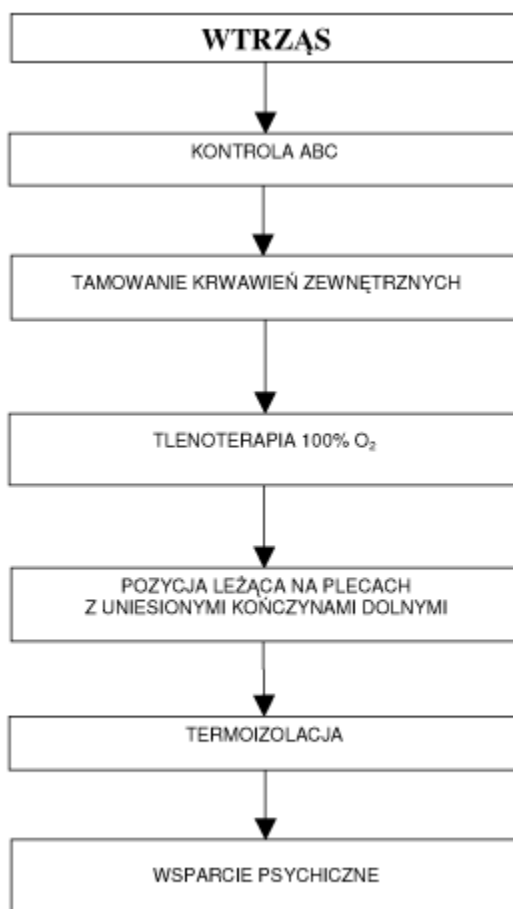 WTRZĄS
KONTROLA ABC
TAMOWANIE KRWAWIEŃ ZEWNĘTRZNYCH
TLENOTERAPIA 100% O₂
POZYCJA LEŻĄCA NA PLECACH
Z UNIESIONYMI KOŃCZYNAMI DOLNYMI
TERMOIZOLACJA
WSPARCIE PSYCHICZNE